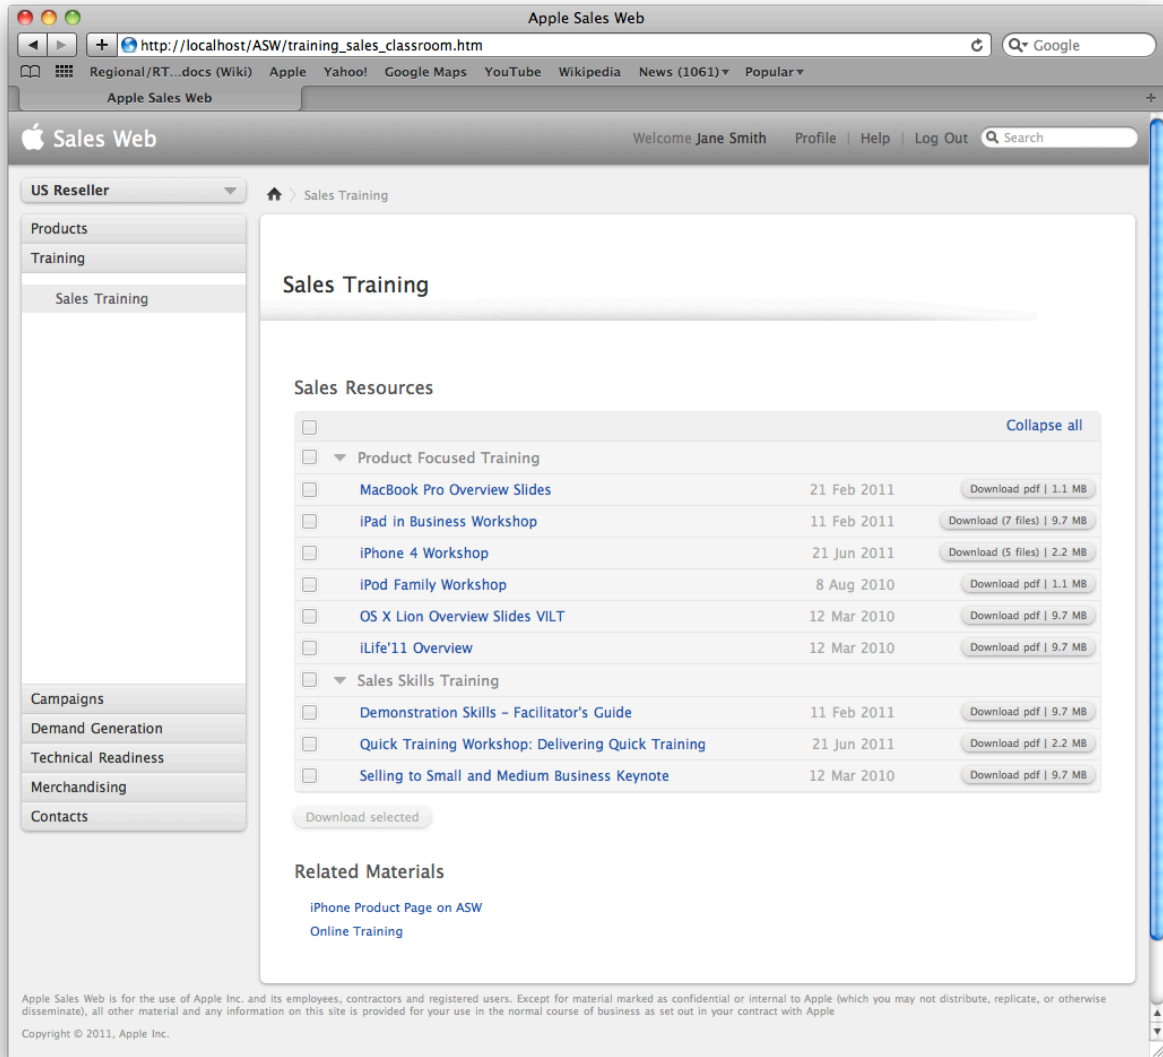 Apple Sales Web
http://localhost/ASW/training_sales_classroom.htm
Google
Regional/RT...docs (Wiki) Apple Yahoo! Google Maps YouTube Wikipedia News (1061) Popular
Apple Sales Web
Sales Web
Welcome Jane Smith Profile | Help | Log Out Search
US Reseller
Products
Training
Sales Training
Campaigns
Demand Generation
Technical Readiness
Merchandising
Contacts
Sales Training
Sales Training
Sales Resources
Collapse all
Product Focused Training
MacBook Pro Overview Slides 21 Feb 2011 Download pdf | 1.1 MB
iPad in Business Workshop 11 Feb 2011 Download (7 files) | 9.7 MB
iPhone 4 Workshop 21 Jun 2011 Download (5 files) | 2.2 MB
iPod Family Workshop 8 Aug 2010 Download pdf | 1.1 MB
OS X Lion Overview Slides VILT 12 Mar 2010 Download pdf | 9.7 MB
iLife'11 Overview 12 Mar 2010 Download pdf | 9.7 MB
Sales Skills Training
Demonstration Skills – Facilitator's Guide 11 Feb 2011 Download pdf | 9.7 MB
Quick Training Workshop: Delivering Quick Training 21 Jun 2011 Download pdf | 2.2 MB
Selling to Small and Medium Business Keynote 12 Mar 2010 Download pdf | 9.7 MB
Download selected
Related Materials
iPhone Product Page on ASW
Online Training
Apple Sales Web is for the use of Apple Inc. and its employees, contractors and registered users. Except for material marked as confidential or internal to Apple (which you may not distribute, replicate, or otherwise
disseminate), all other material and any information on this site is provided for your use in the normal course of business as set out in your contract with Apple
Copyright © 2011, Apple Inc.